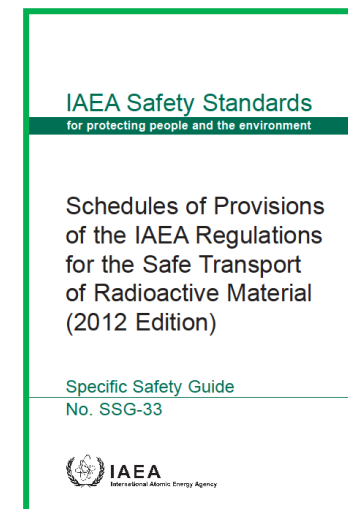 IAEA Safety Standards
for protecting people and the environment
Schedules of Provisions
of the IAEA Regulations
for the Safe Transport
of Radioactive Material
(2012 Edition)
Specific Safety Guide
No. SSG-33
IAEA
International Atomic Energy Agency